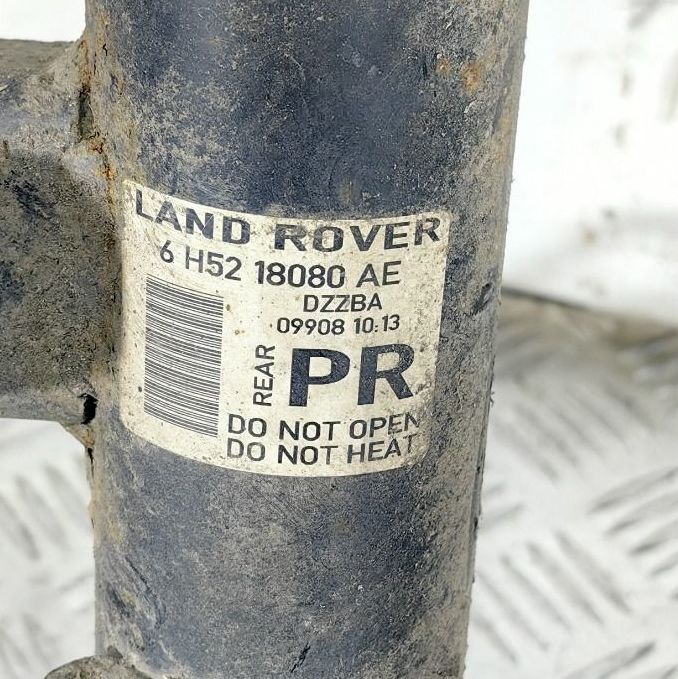 LAND ROVER
6 H52 18080 AE
DZZBA
09908 10:13
REAR
PR
DO NOT OPEN
DO NOT HEAT